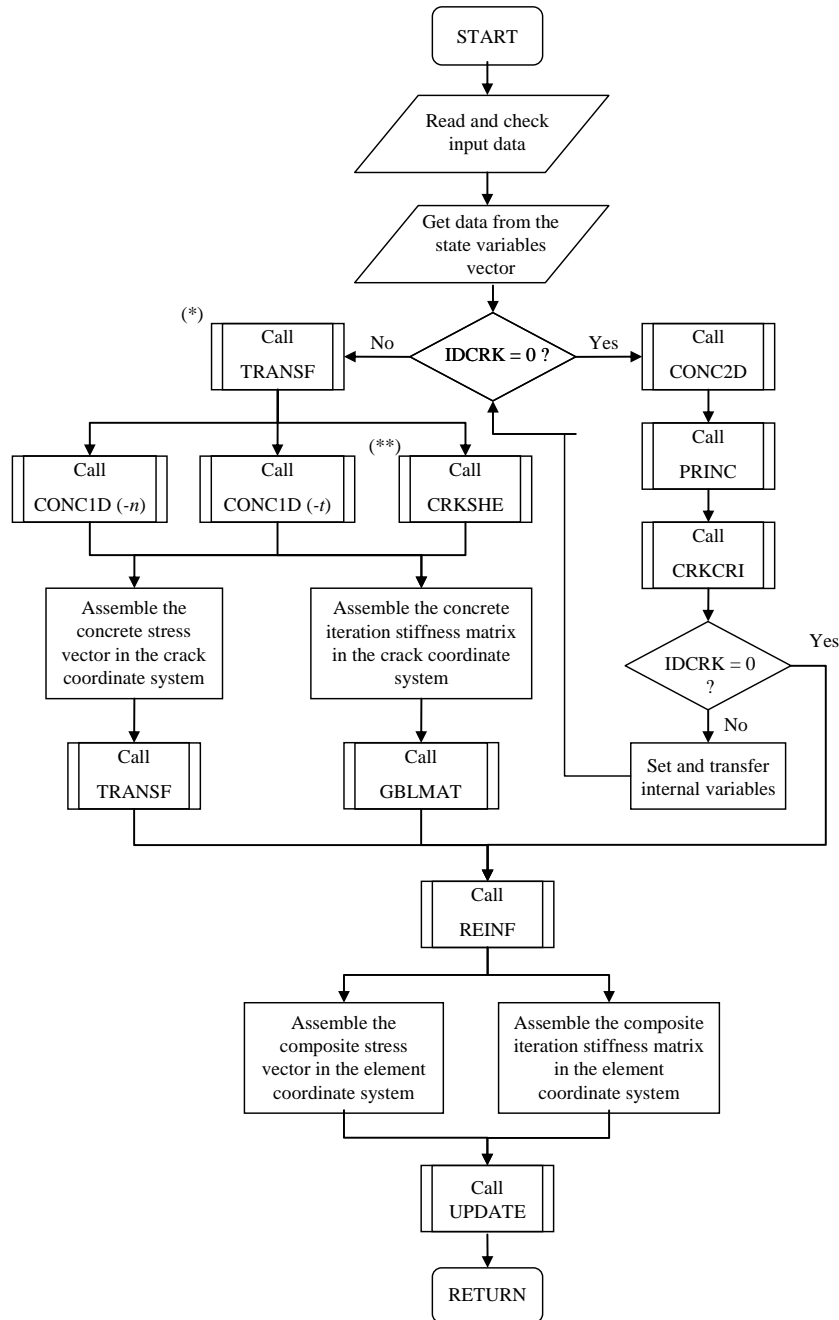 START
Read and check
input data
Get data from the
state variables
vector
(*)
Call
TRANSF
No
IDCRK = 0 ?
Yes
Call
CONC2D
Call
CONC1D (-n)
Call
CONC1D (-t)
(**)
Call
CRKSHE
Call
PRINC
Call
CRKCRI
Assemble the
concrete stress
vector in the crack
coordinate system
Assemble the concrete
iteration stiffness matrix
in the crack coordinate
system
IDCRK = 0
?
Yes
No
Call
TRANSF
Call
GBLMAT
Set and transfer
internal variables
Call
REINF
Assemble the
composite stress
vector in the element
coordinate system
Assemble the composite
iteration stiffness matrix
in the element
coordinate system
Call
UPDATE
RETURN